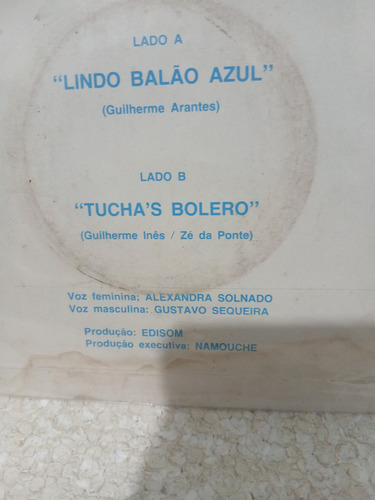 LADO A
"LINDO BALÃO AZUL"
(Guilherme Arantes)
LADO B
"TUCHA'S BOLERO"
(Guilherme Inês / Zé da Ponte)
Voz feminina: ALEXANDRA SOLNADO
Voz masculina: GUSTAVO SEQUEIRA
Produção: EDISOM
Produção executiva: NAMOUCHE